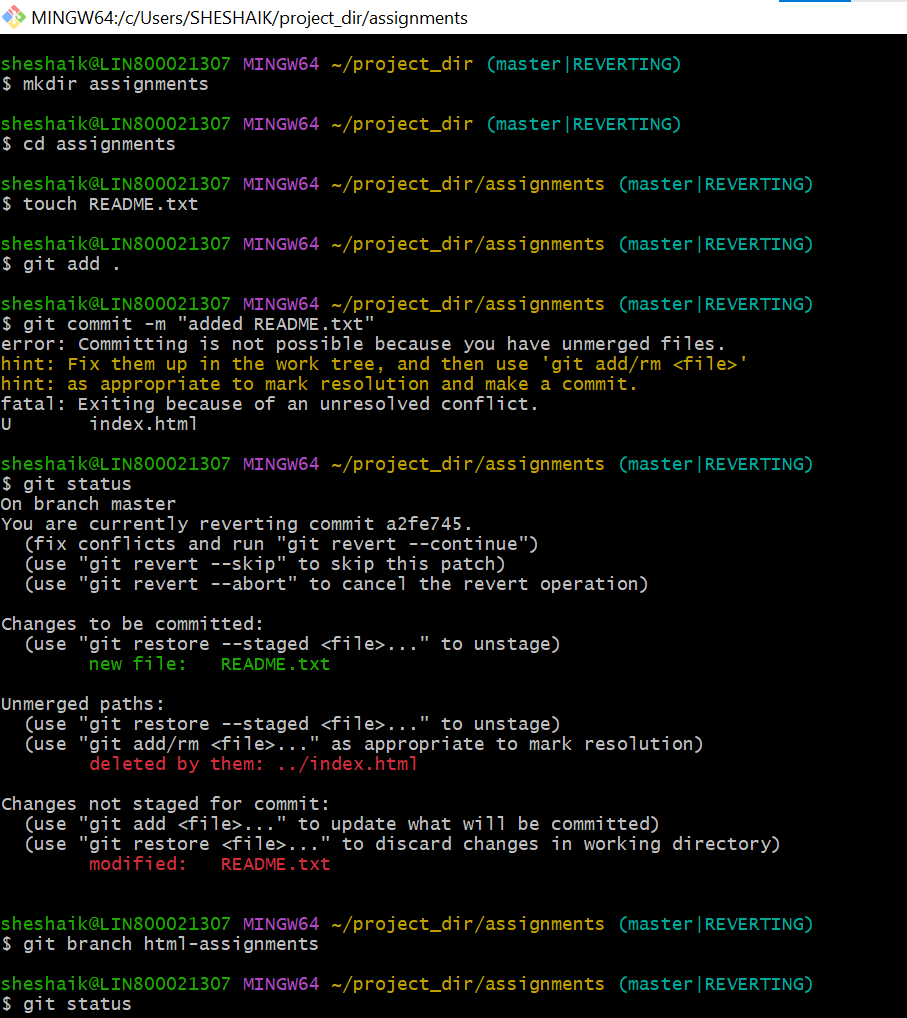 MINGW64:/c/Users/SHESHAIK/project_dir/assignments
sheshaik@LIN800021307 MINGW64 ~/project_dir (master|REVERTING)
$ mkdir assignments
sheshaik@LIN800021307 MINGW64 ~/project_dir (master|REVERTING)
$ cd assignments
sheshaik@LIN800021307 MINGW64 ~/project_dir/assignments (master|REVERTING)
$ touch README.txt
sheshaik@LIN800021307 MINGW64 ~/project_dir/assignments (master|REVERTING)
$ git add .
sheshaik@LIN800021307 MINGW64 ~/project_dir/assignments (master|REVERTING)
$ git commit -m "added README.txt"
error: Committing is not possible because you have unmerged files.
hint: Fix them up in the work tree, and then use 'git add/rm <file>'
hint: as appropriate to mark resolution and make a commit.
fatal: Exiting because of an unresolved conflict.
U       index.html
sheshaik@LIN800021307 MINGW64 ~/project_dir/assignments (master|REVERTING)
$ git status
On branch master
You are currently reverting commit a2fe745.
  (fix conflicts and run "git revert --continue")
  (use "git revert --skip" to skip this patch)
  (use "git revert --abort" to cancel the revert operation)
Changes to be committed:
  (use "git restore --staged <file>..." to unstage)
        new file:   README.txt
Unmerged paths:
  (use "git restore --staged <file>..." to unstage)
  (use "git add/rm <file>..." as appropriate to mark resolution)
        deleted by them: ../index.html
Changes not staged for commit:
  (use "git add <file>..." to update what will be committed)
  (use "git restore <file>..." to discard changes in working directory)
        modified:   README.txt
sheshaik@LIN800021307 MINGW64 ~/project_dir/assignments (master|REVERTING)
$ git branch html-assignments
sheshaik@LIN800021307 MINGW64 ~/project_dir/assignments (master|REVERTING)
$ git status